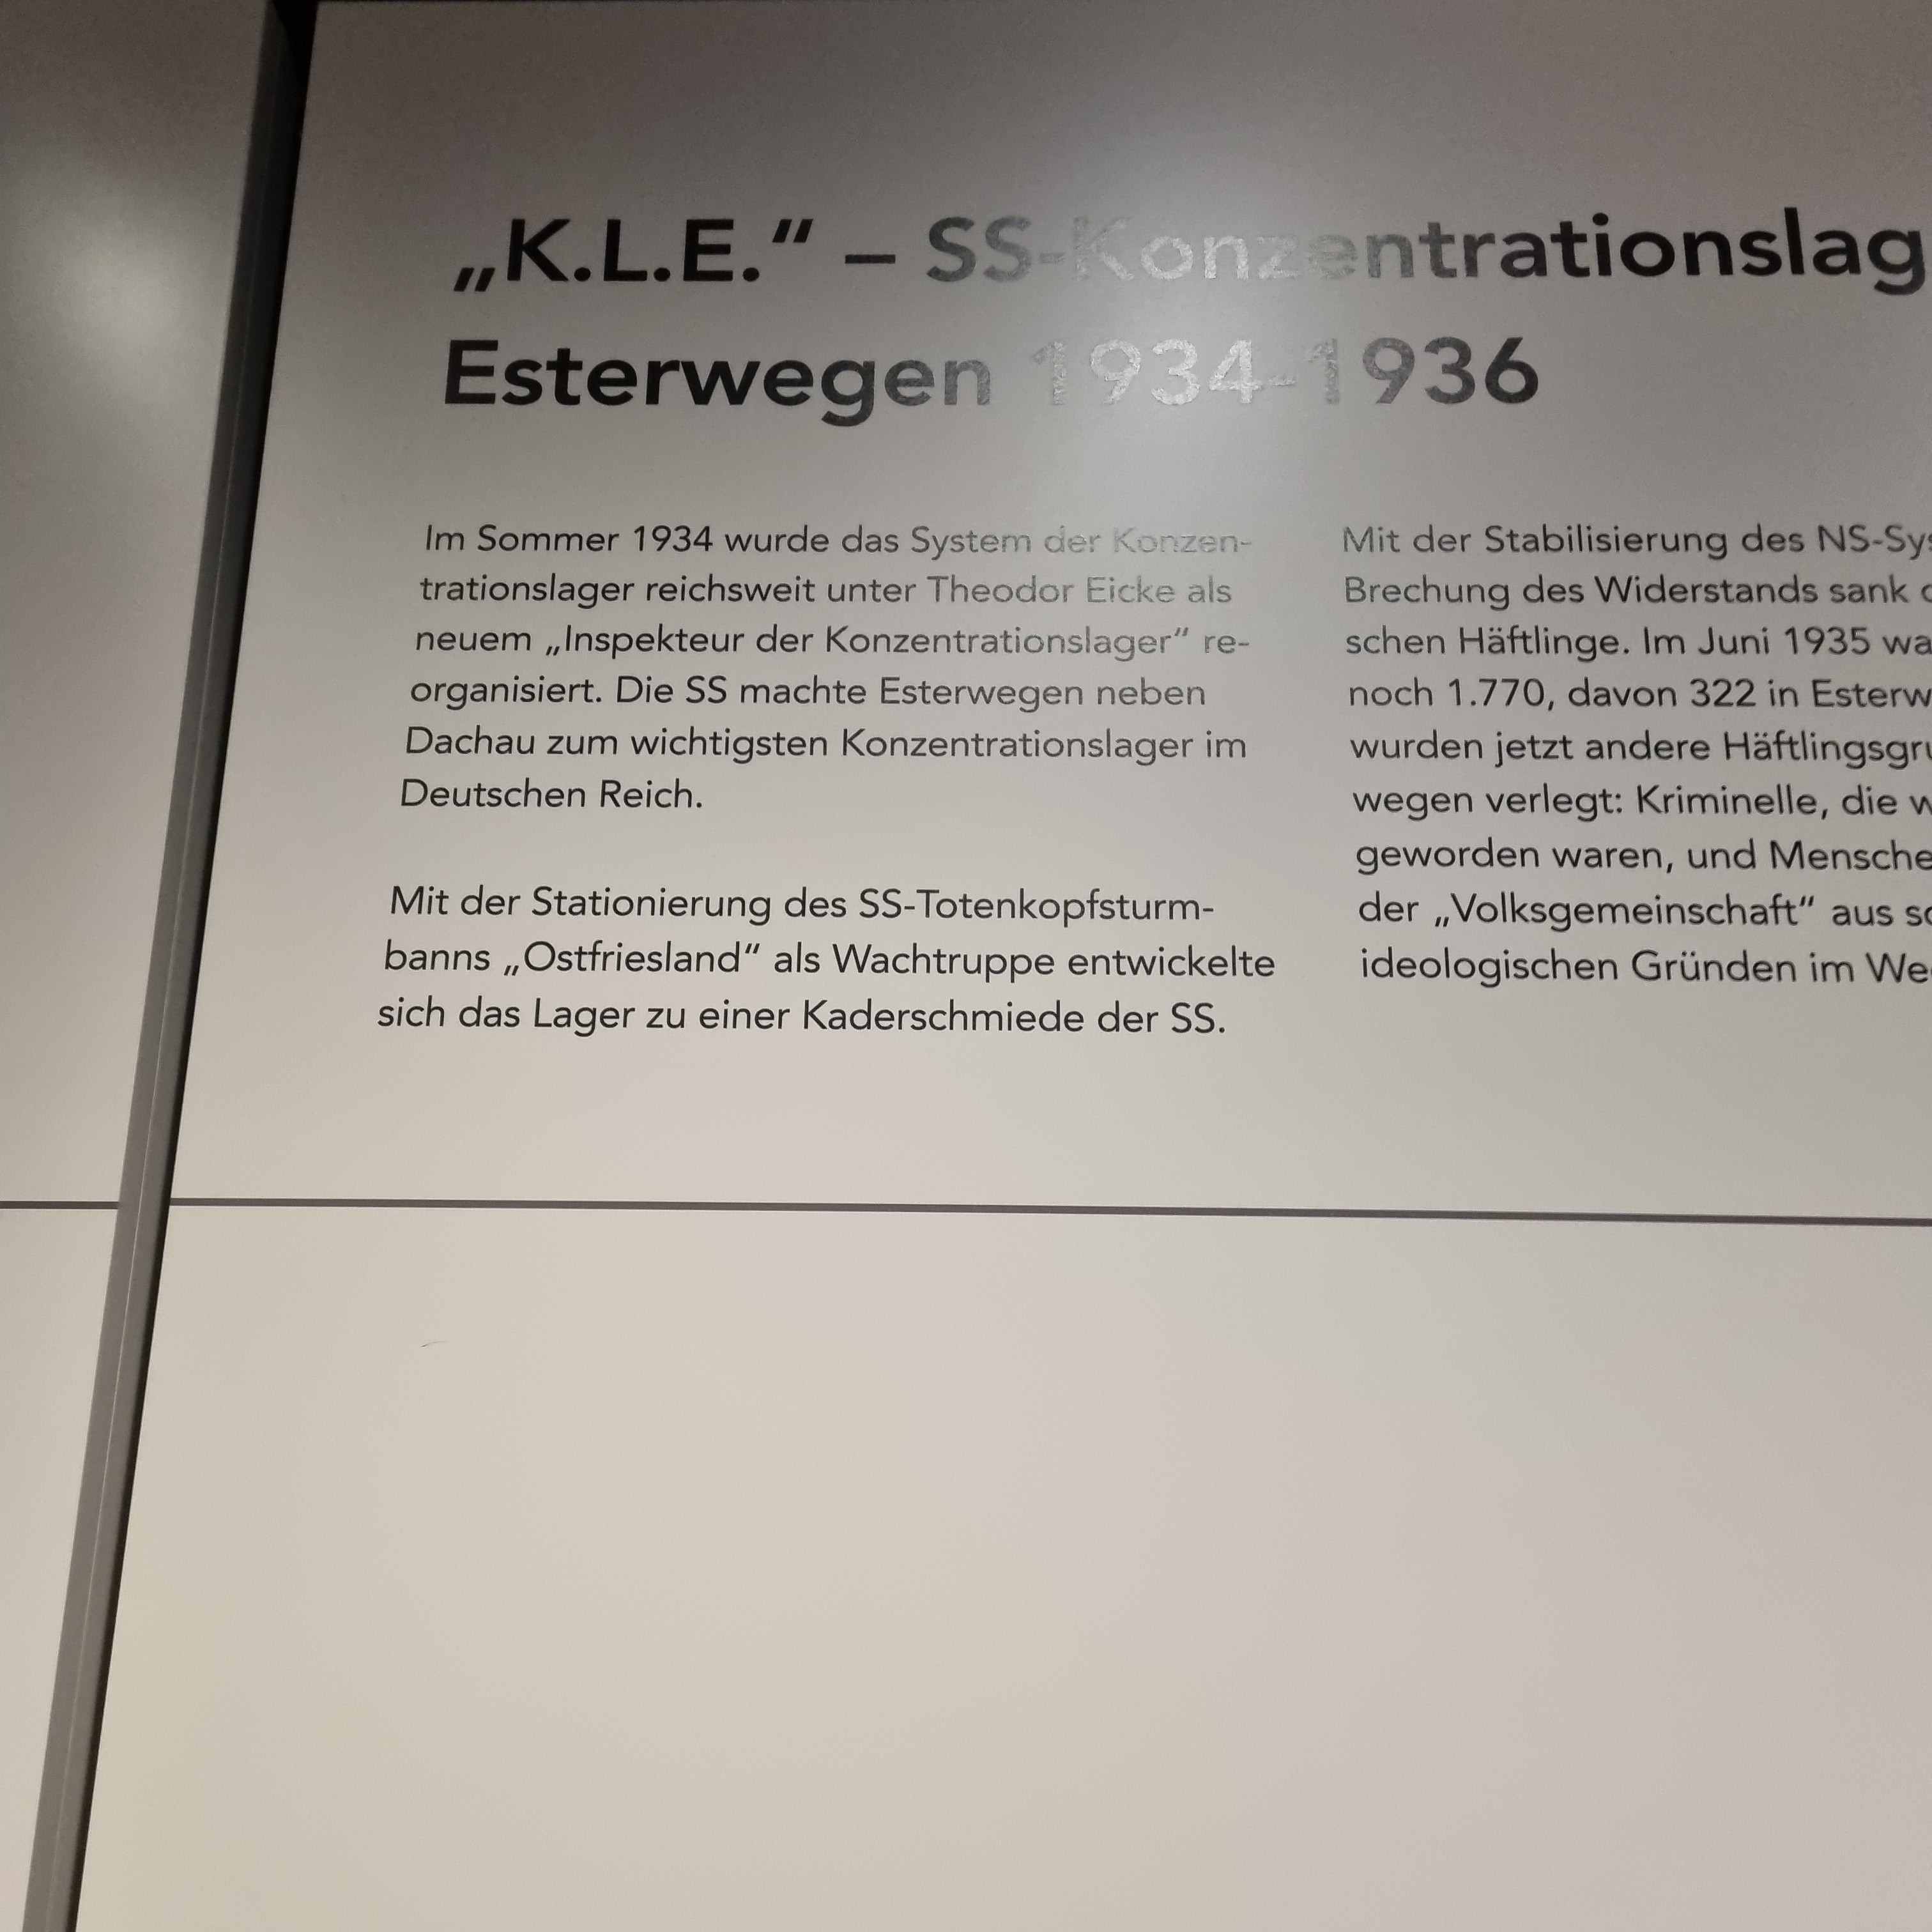 „K.L.E.“ – SS-Konzentrationslag
Esterwegen 1934-1936
Im Sommer 1934 wurde das System der Konzen-
trationslager reichsweit unter Theodor Eicke als
neuem „Inspekteur der Konzentrationslager“ re-
organisiert. Die SS machte Esterwegen neben
Dachau zum wichtigsten Konzentrationslager im
Deutschen Reich.
Mit der Stationierung des SS-Totenkopfsturm-
banns „Ostfriesland“ als Wachtruppe entwickelte
sich das Lager zu einer Kaderschmiede der SS.
Mit der Stabilisierung des NS-Sys
Brechung des Widerstands sank
schen Häftlinge. Im Juni 1935 wa
noch 1.770, davon 322 in Esterw
wurden jetzt andere Häftlingsgru
wegen verlegt: Kriminelle, die w
geworden waren, und Mensche
der „Volksgemeinschaft“ aus so
ideologischen Gründen im We